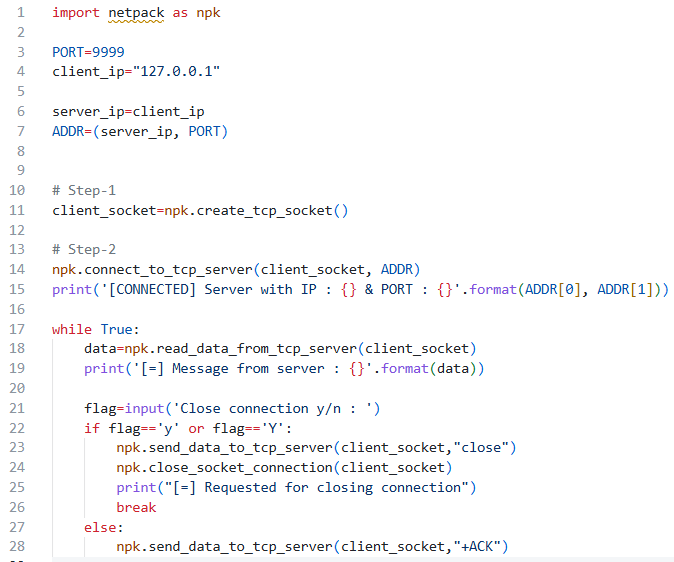 1 import netpack as npk
2
3 PORT=9999
4 client_ip="127.0.0.1"
5
6 server_ip=client_ip
7 ADDR=(server_ip, PORT)
8
9
10 # Step-1
11 client_socket=npk.create_tcp_socket()
12
13 # Step-2
14 npk.connect_to_tcp_server(client_socket, ADDR)
15 print('[CONNECTED] Server with IP : {} & PORT : {}'.format(ADDR[0], ADDR[1]))
16
17 while True:
18     data=npk.read_data_from_tcp_server(client_socket)
19     print('[=] Message from server : {}'.format(data))
20
21     flag=input('Close connection y/n : ')
22     if flag=='y' or flag=='Y':
23         npk.send_data_to_tcp_server(client_socket,"close")
24         npk.close_socket_connection(client_socket)
25         print("[=] Requested for closing connection")
26         break
27     else:
28         npk.send_data_to_tcp_server(client_socket,"+ACK")